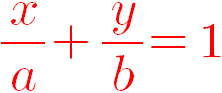 x/a + y/b = 1